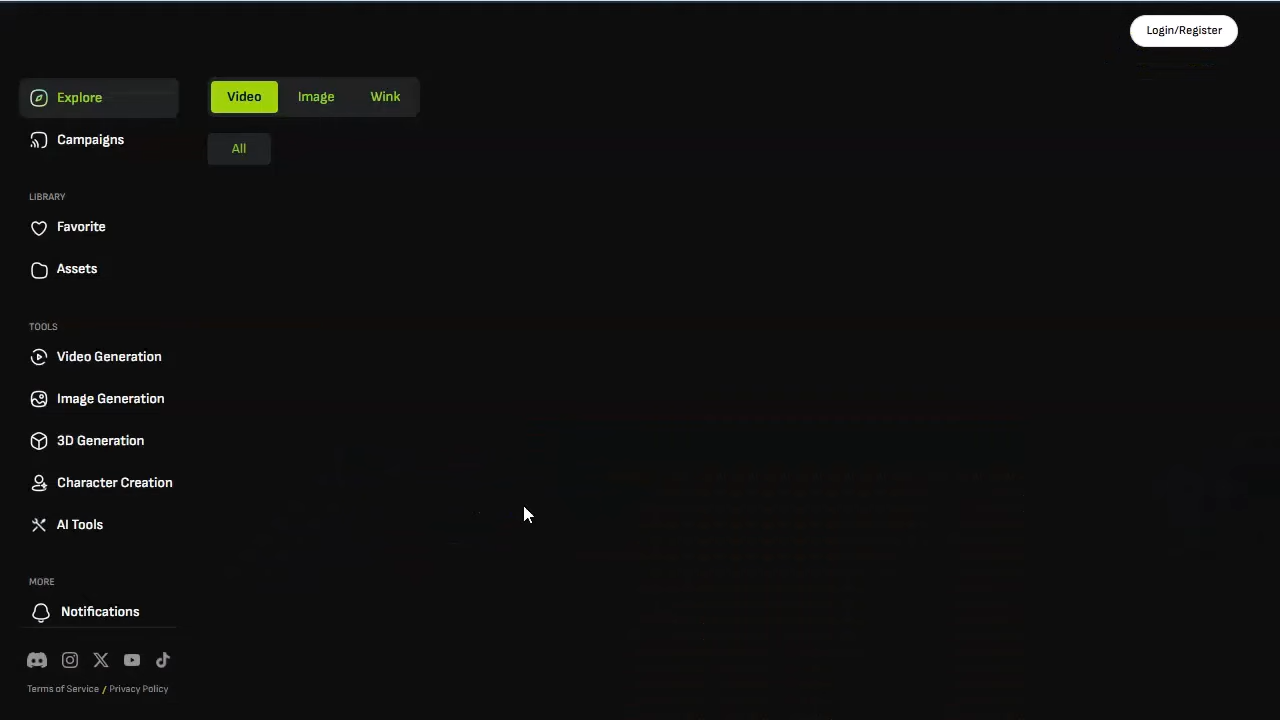 Login/Register
Explore
Video Image Wink
Campaigns
All
LIBRARY
Favorite
Assets
TOOLS
Video Generation
Image Generation
3D Generation
Character Creation
AI Tools
MORE
Notifications
Terms of Service / Privacy Policy